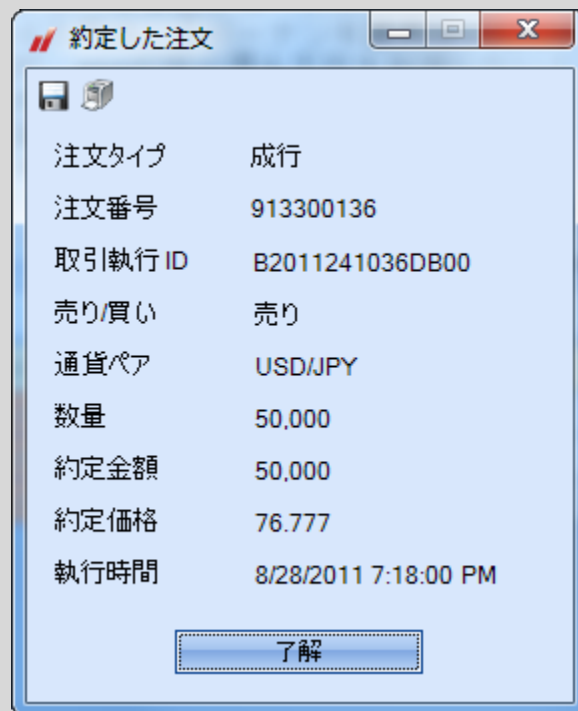 約定した注文
注文タイプ 成行
注文番号 913300136
取引執行 ID B2011241036DB00
売り/買い 売り
通貨ペア USD/JPY
数量 50,000
約定金額 50,000
約定価格 76.777
執行時間 8/28/2011 7:18:00 PM
了解